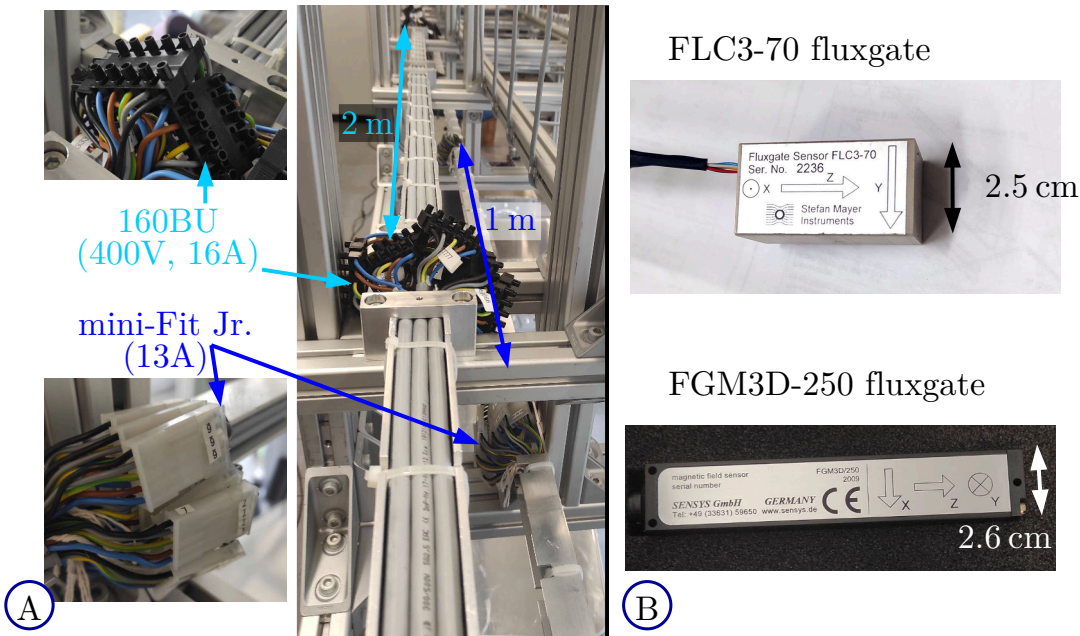 160BU
(400V, 16A)
mini-Fit Jr.
(13A)
2 m
1 m
A
FLC3-70 fluxgate
Fluxgate Sensor FLC3-70
Ser. No. 2236
X
Z
Y
Stefan Mayer
Instruments
2.5 cm
FGM3D-250 fluxgate
magnetic field sensor
serial number
FGM3D/250
2009
SENSYS GmbH GERMANY
Tel: +49 (33631) 59650 www.sensys.de
CE
X
Z
Y
2.6 cm
B